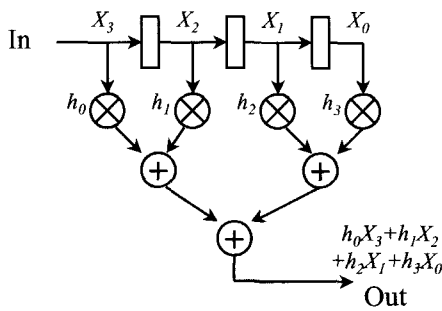 In X₃ X₂ X₁ X₀
h₀ h₁ h₂ h₃
h₀X₃+h₁X₂
+h₂X₁+h₃X₀
Out